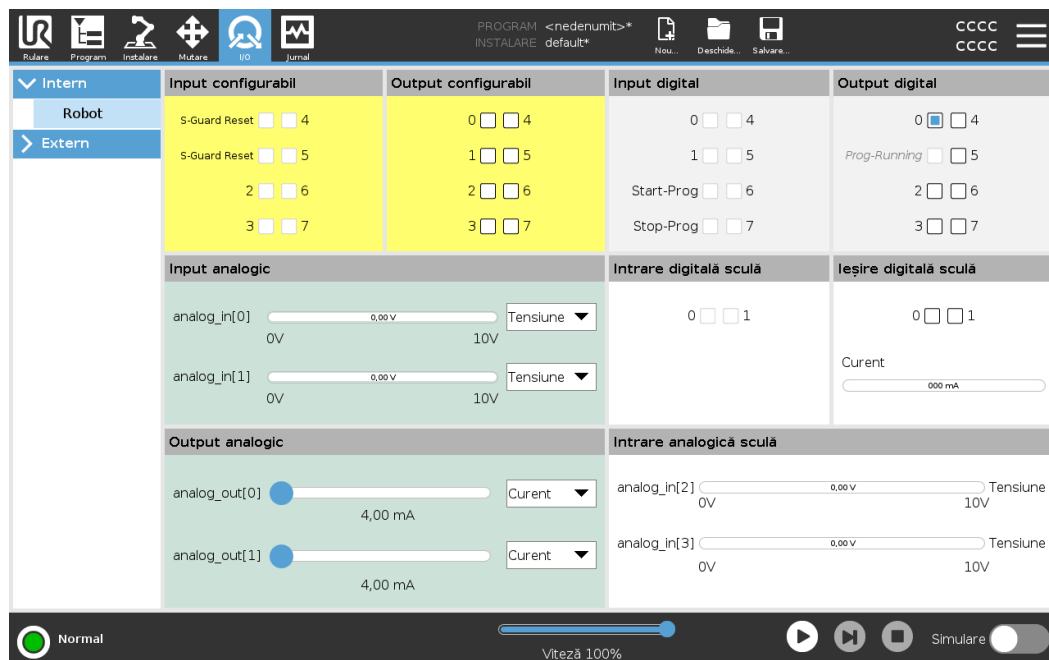 PROGRAM <nedenumit>*
INSTALARE default*
Rulare Program Instalare Mutare I/O Jurnal
Nou... Deschide... Salvare...
CCCC
CCCC
Intern
Robot
Extern
Input configurabil
S-Guard Reset 4
S-Guard Reset 5
2 6
3 7
Output configurabil
0 4
1 5
2 6
3 7
Input digital
0 4
1 5
Start-Prog 6
Stop-Prog 7
Output digital
0 4
Prog-Running 5
2 6
3 7
Input analogic
analog_in[0] 0,00 V Tensiune
0V 10V
analog_in[1] 0,00 V Tensiune
0V 10V
Intrare digitală sculă
0 1
Ieșire digitală sculă
0 1
Curent
000 mA
Output analogic
analog_out[0] Curent
4,00 mA
analog_out[1] Curent
4,00 mA
Intrare analogică sculă
analog_in[2] 0,00 V Tensiune
0V 10V
analog_in[3] 0,00 V Tensiune
0V 10V
Normal
Viteză 100%
Simulare